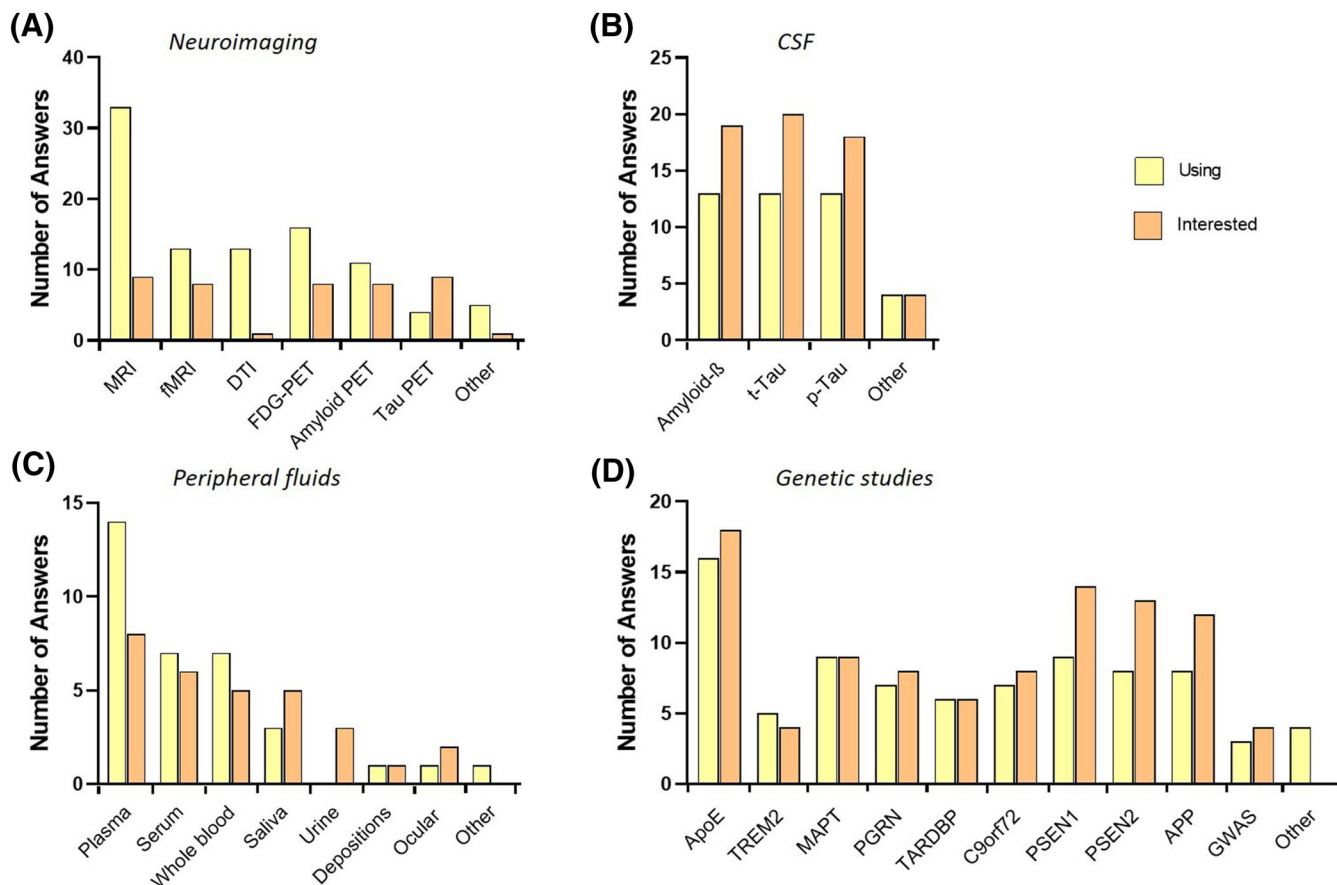 (A)
Neuroimaging
Number of Answers
40
30
20
10
0
MRI
fMRI
DTI
FDG-PET
Amyloid PET
Tau PET
Other
(B)
CSF
Number of Answers
25
20
15
10
5
0
Amyloid-ß
t-Tau
p-Tau
Other
Using
Interested
(C)
Peripheral fluids
Number of Answers
15
10
5
0
Plasma
Serum
Whole blood
Saliva
Urine
Depositions
Ocular
Other
(D)
Genetic studies
Number of Answers
20
15
10
5
0
ApoE
TREM2
MAPT
PGRN
TARDBP
C9orf72
PSEN1
PSEN2
APP
GWAS
Other